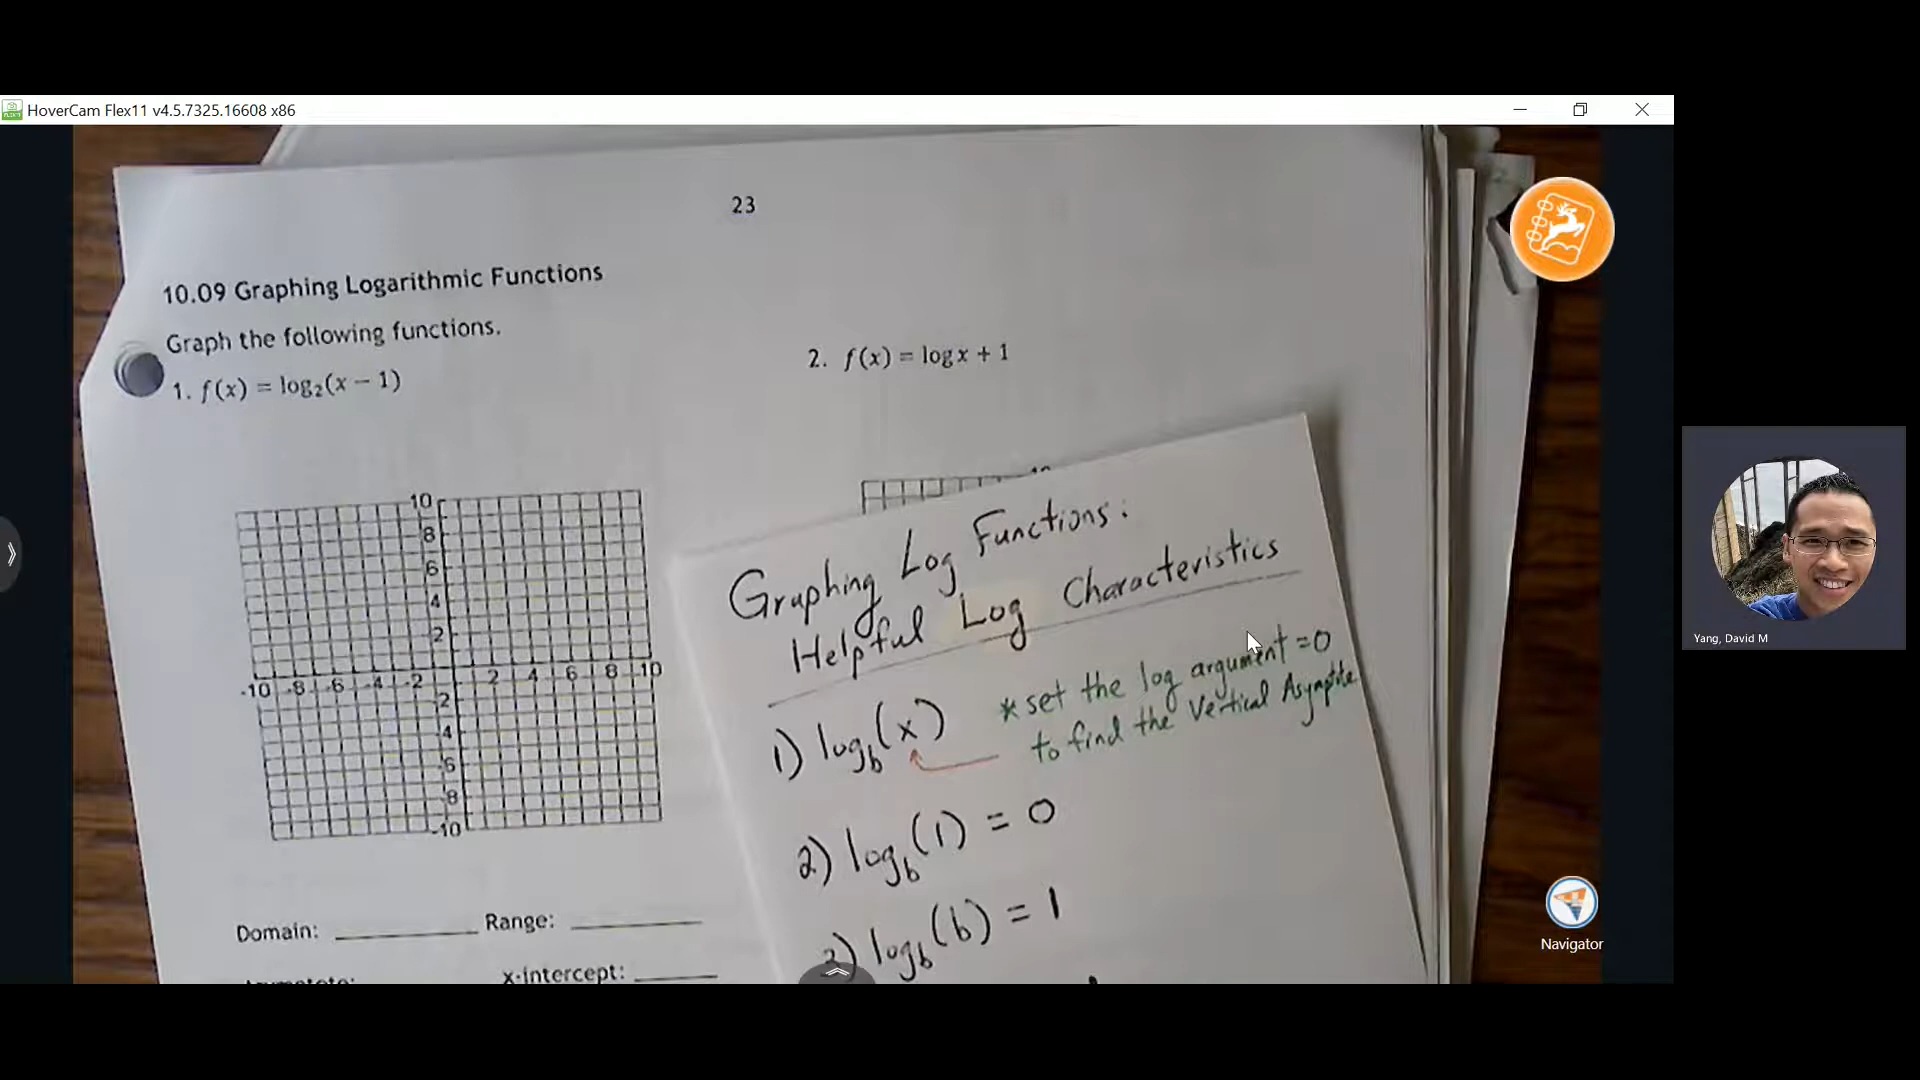 HoverCam Flex11 v4.5.7325.16608 x86
23
10.09 Graphing Logarithmic Functions
Graph the following functions.
1. f(x) = log₂(x − 1)
2. f(x) = log x + 1
10
8
6
4
2
-10 -8 -6 -4 -2 2 4 6 8 10
-2
-4
-6
-8
-10
Domain: ________ Range: ________
x-intercept: ________
Graphing Log Functions:
Helpful Log Characteristics
1) log_b(x) * set the log argument = 0
to find the Vertical Asymptote
2) log_b(1) = 0
3) log_b(b) = 1
Navigator
Yang, David M